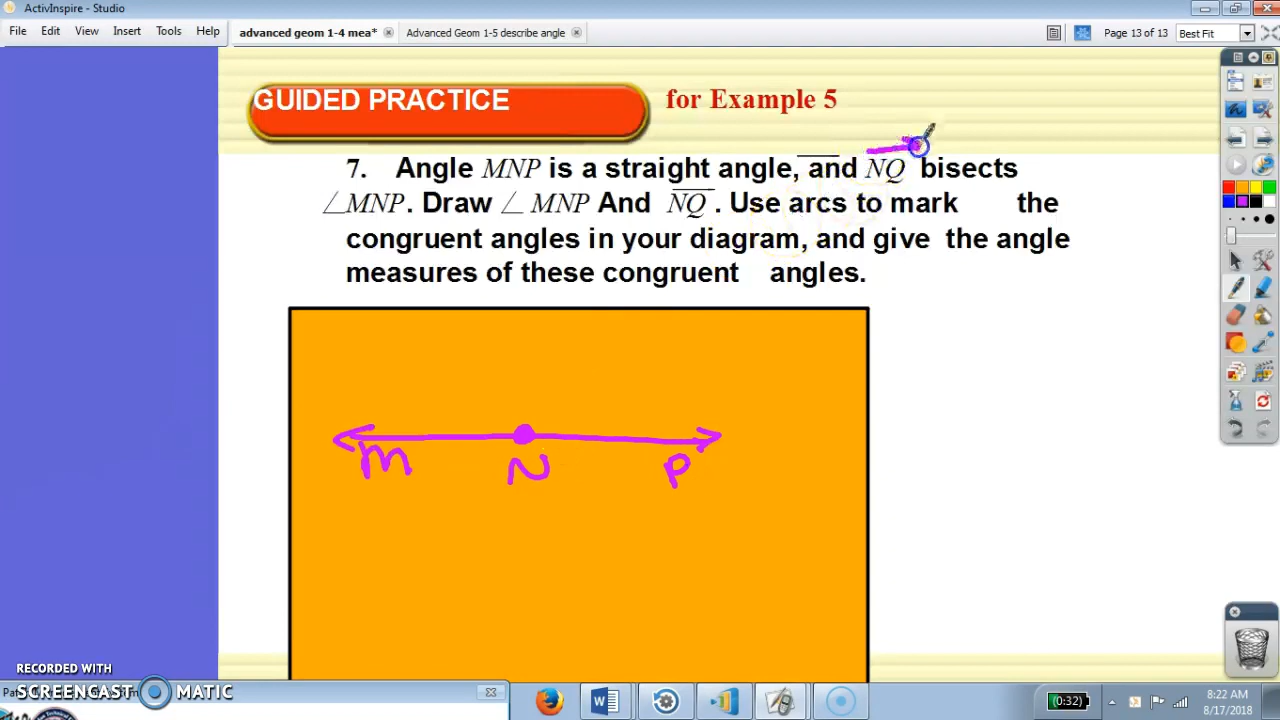 ActivInspire - Studio
File Edit View Insert Tools Help
advanced geom 1-4 mea*
Advanced Geom 1-5 describe angle
Page 13 of 13
Best Fit
GUIDED PRACTICE
for Example 5
7. Angle MNP is a straight angle, and NQ bisects
∠MNP. Draw ∠ MNP And NQ . Use arcs to mark the
congruent angles in your diagram, and give the angle
measures of these congruent angles.
M N P
RECORDED WITH
SCREENCAST MATIC
(0:32)
8:22 AM
8/17/2018